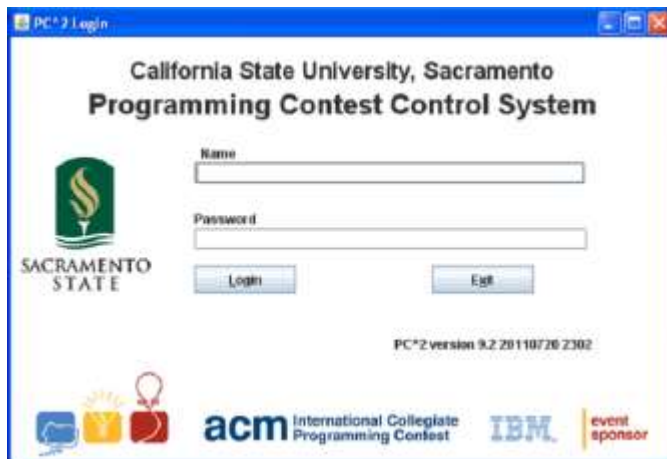 PC^2 Login
California State University, Sacramento
Programming Contest Control System
Name
Password
SACRAMENTO
STATE
Login
Exit
PC^2 version 9.2 20110720 2302
acm International Collegiate
Programming Contest
IBM.
event
sponsor